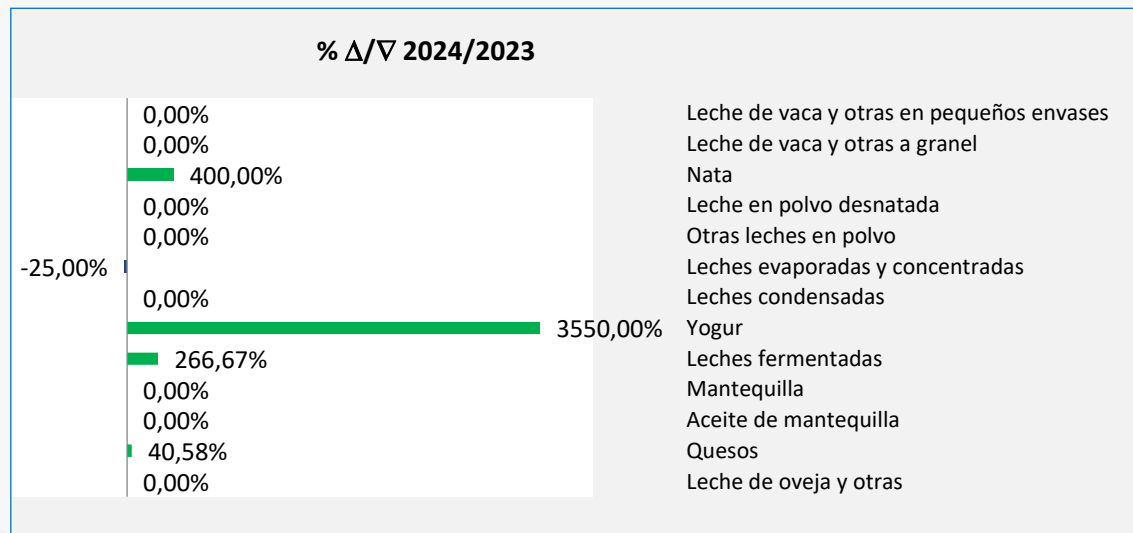 % Δ/∇ 2024/2023
0,00% Leche de vaca y otras en pequeños envases
0,00% Leche de vaca y otras a granel
400,00% Nata
0,00% Leche en polvo desnatada
0,00% Otras leches en polvo
-25,00% Leches evaporadas y concentradas
0,00% Leches condensadas
3550,00% Yogur
266,67% Leches fermentadas
0,00% Mantequilla
0,00% Aceite de mantequilla
40,58% Quesos
0,00% Leche de oveja y otras